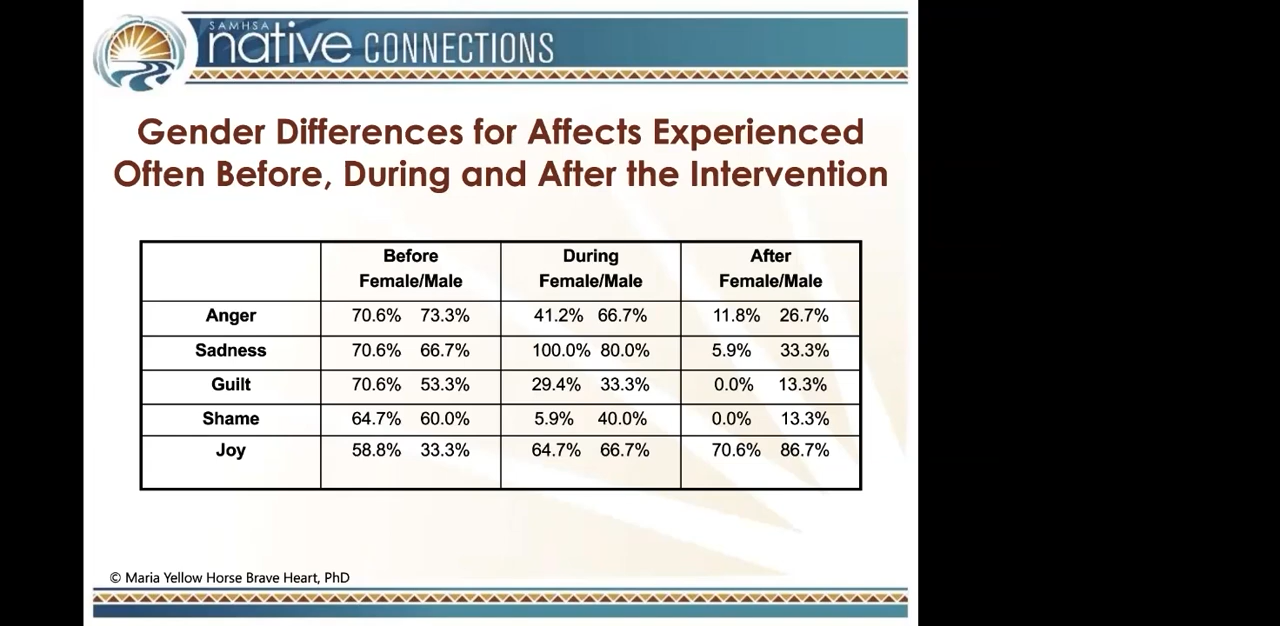 SAMHSA
native CONNECTIONS
Gender Differences for Affects Experienced
Often Before, During and After the Intervention
Before During After
Female/Male Female/Male Female/Male
Anger 70.6% 73.3% 41.2% 66.7% 11.8% 26.7%
Sadness 70.6% 66.7% 100.0% 80.0% 5.9% 33.3%
Guilt 70.6% 53.3% 29.4% 33.3% 0.0% 13.3%
Shame 64.7% 60.0% 5.9% 40.0% 0.0% 13.3%
Joy 58.8% 33.3% 64.7% 66.7% 70.6% 86.7%
© Maria Yellow Horse Brave Heart, PhD